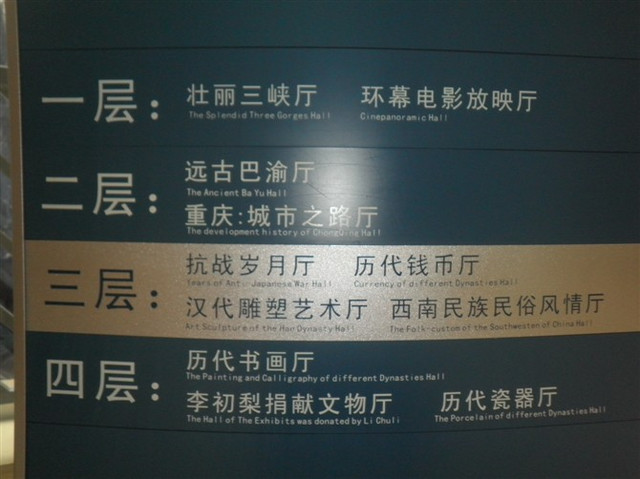 一层： 壮丽三峡厅 环幕电影放映厅
The Splendid Three Gorges Hall Cinepanoramic Hall
二层： 远古巴渝厅
The Ancient Ba Yu Hall
重庆:城市之路厅
The development history of ChongQing Hall
三层： 抗战岁月厅 历代钱币厅
Years of Anti-Japanese War Hall Currency of different Dynasties Hall
汉代雕塑艺术厅 西南民族民俗风情厅
Art Sculpture of the Han Dynasty Hall The Folk-custom of the Southwesten of China Hall
四层： 历代书画厅
The Painting and Calligraphy of different Dynasties Hall
李初梨捐献文物厅 历代瓷器厅
The Hall of The Exhibits was donated by Li Chuli The Porcelain of different Dynasties Hall